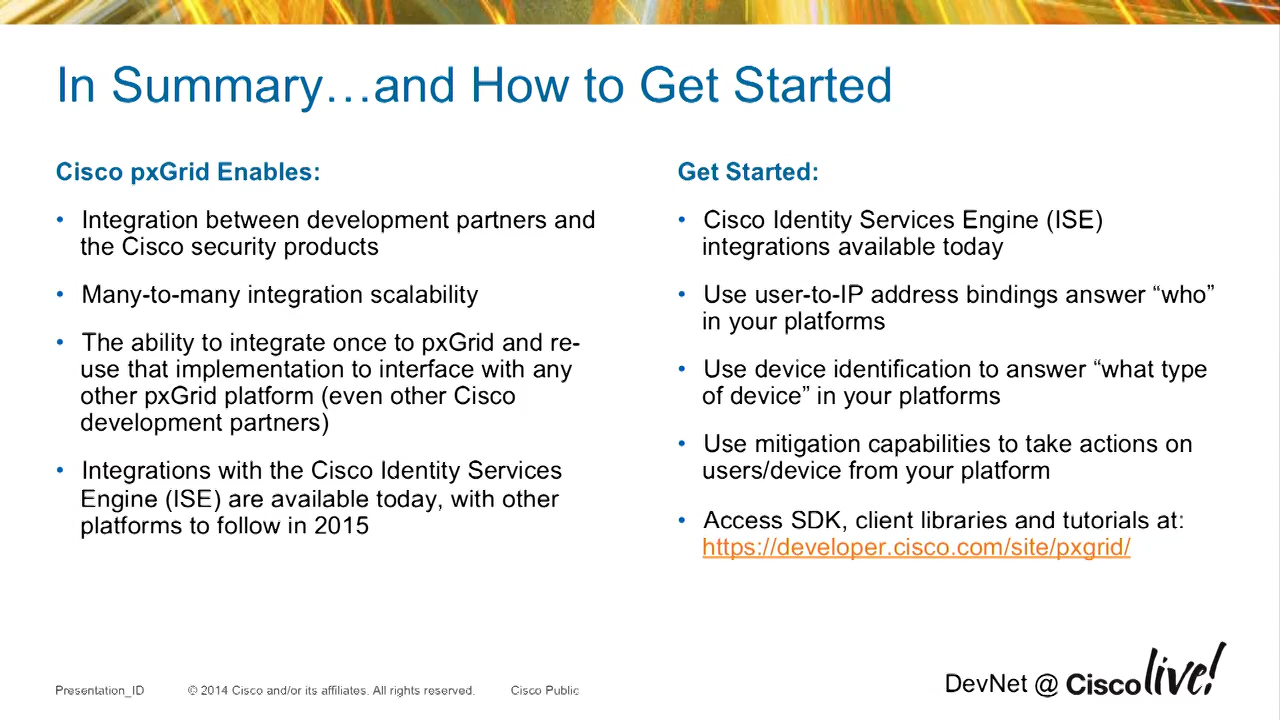 In Summary…and How to Get Started
Cisco pxGrid Enables:
• Integration between development partners and
the Cisco security products
• Many-to-many integration scalability
• The ability to integrate once to pxGrid and re-
use that implementation to interface with any
other pxGrid platform (even other Cisco
development partners)
• Integrations with the Cisco Identity Services
Engine (ISE) are available today, with other
platforms to follow in 2015
Get Started:
• Cisco Identity Services Engine (ISE)
integrations available today
• Use user-to-IP address bindings answer “who”
in your platforms
• Use device identification to answer “what type
of device” in your platforms
• Use mitigation capabilities to take actions on
users/device from your platform
• Access SDK, client libraries and tutorials at:
https://developer.cisco.com/site/pxgrid/
Presentation_ID © 2014 Cisco and/or its affiliates. All rights reserved. Cisco Public
DevNet @ Cisco live!